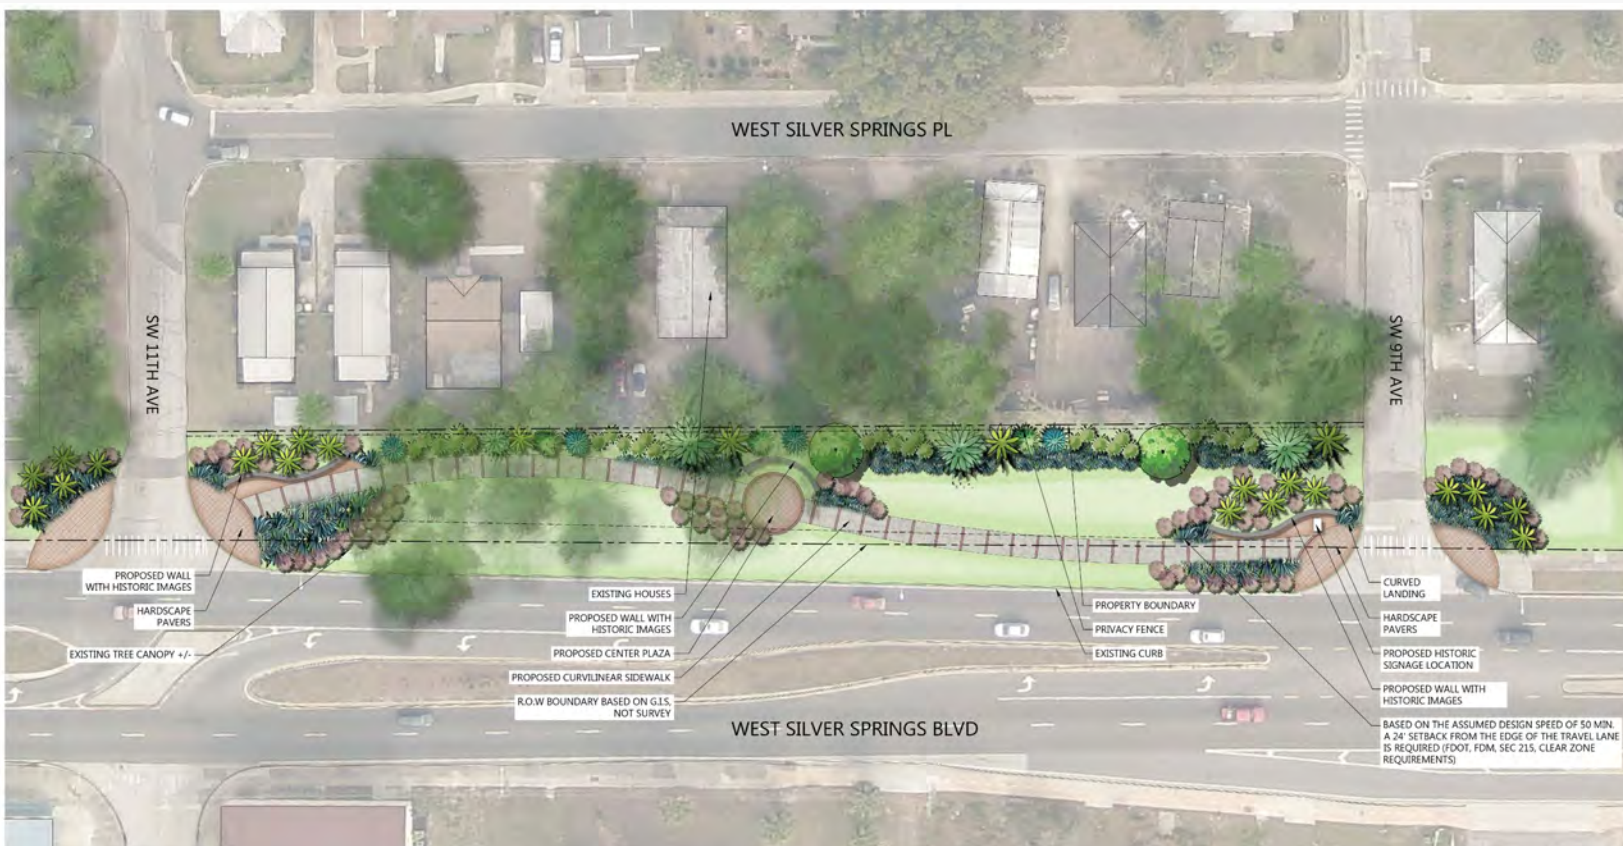 WEST SILVER SPRINGS PL
SW 11TH AVE
SW 9TH AVE
PROPOSED WALL
WITH HISTORIC IMAGES
HARDSCAPE
PAVERS
EXISTING TREE CANOPY +/-
EXISTING HOUSES
PROPOSED WALL WITH
HISTORIC IMAGES
PROPOSED CENTER PLAZA
PROPOSED CURVILINEAR SIDEWALK
R.O.W BOUNDARY BASED ON G.I.S,
NOT SURVEY
PROPERTY BOUNDARY
PRIVACY FENCE
EXISTING CURB
CURVED
LANDING
HARDSCAPE
PAVERS
PROPOSED HISTORIC
SIGNAGE LOCATION
PROPOSED WALL WITH
HISTORIC IMAGES
BASED ON THE ASSUMED DESIGN SPEED OF 50 MIN.
A 24' SETBACK FROM THE EDGE OF THE TRAVEL LANE
IS REQUIRED (FDOT, FDM, SEC 215, CLEAR ZONE
REQUIREMENTS)
WEST SILVER SPRINGS BLVD